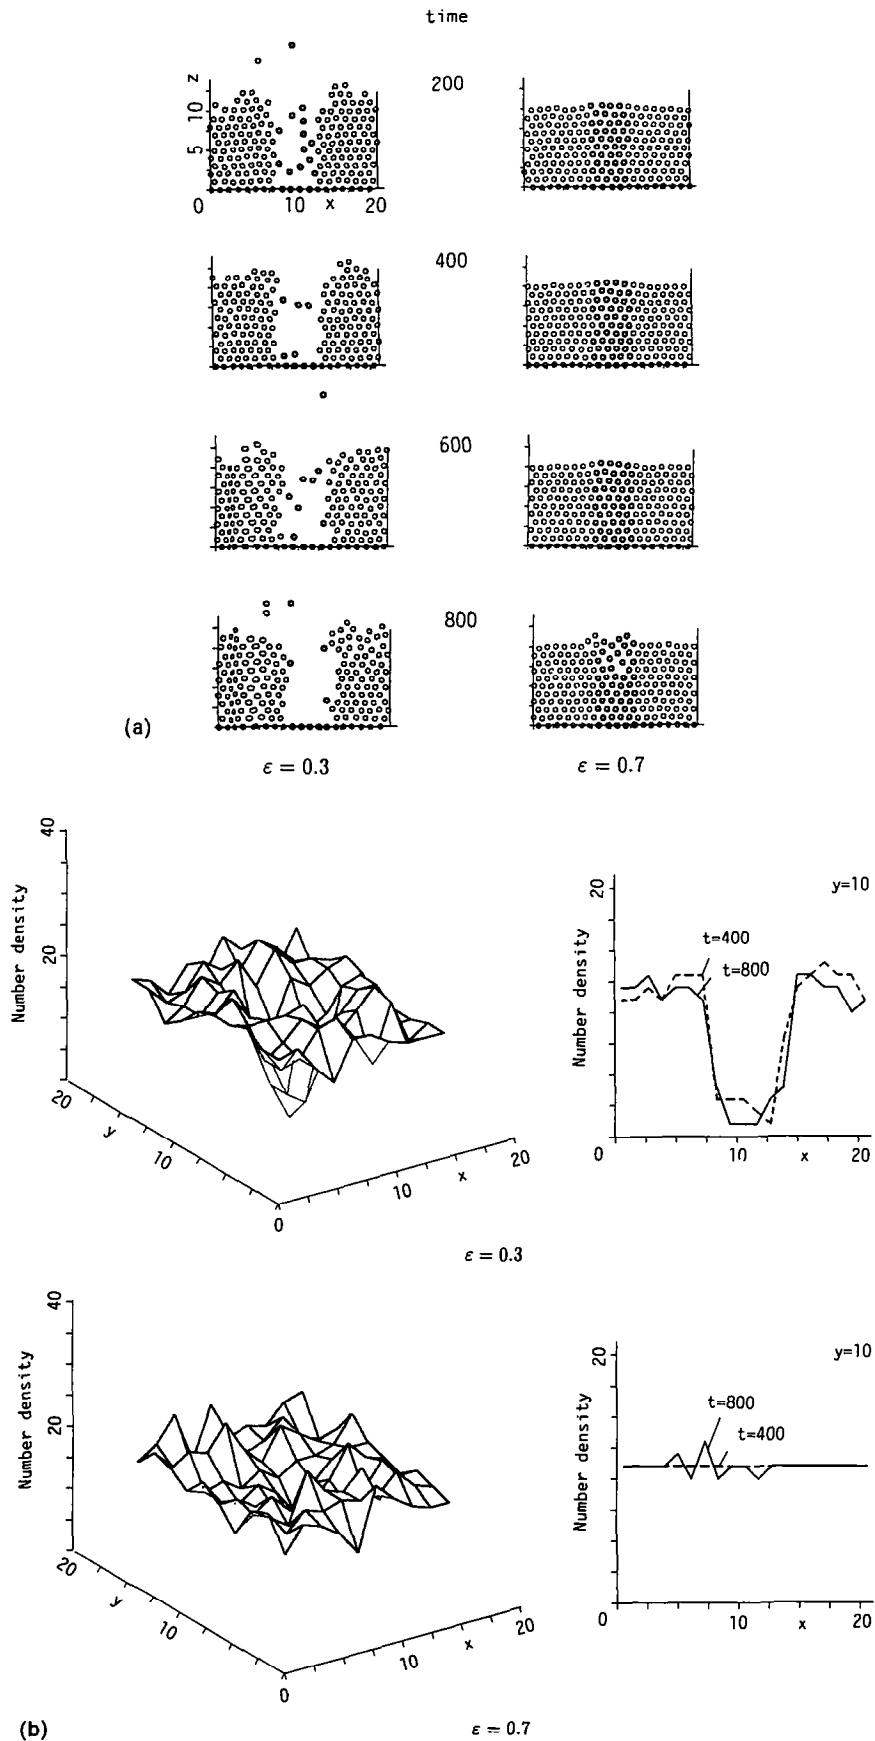 time
z
10
5
0 10 x 20
200
400
600
800
(a)
ε = 0.3
ε = 0.7
40
20
Number density
20
y
10
0
10
x
20
20
Number density
y=10
t=400
t=800
0
10
x
20
ε = 0.3
40
20
Number density
20
y
10
0
10
x
20
20
Number density
y=10
t=800
t=400
0
10
x
20
(b)
ε = 0.7